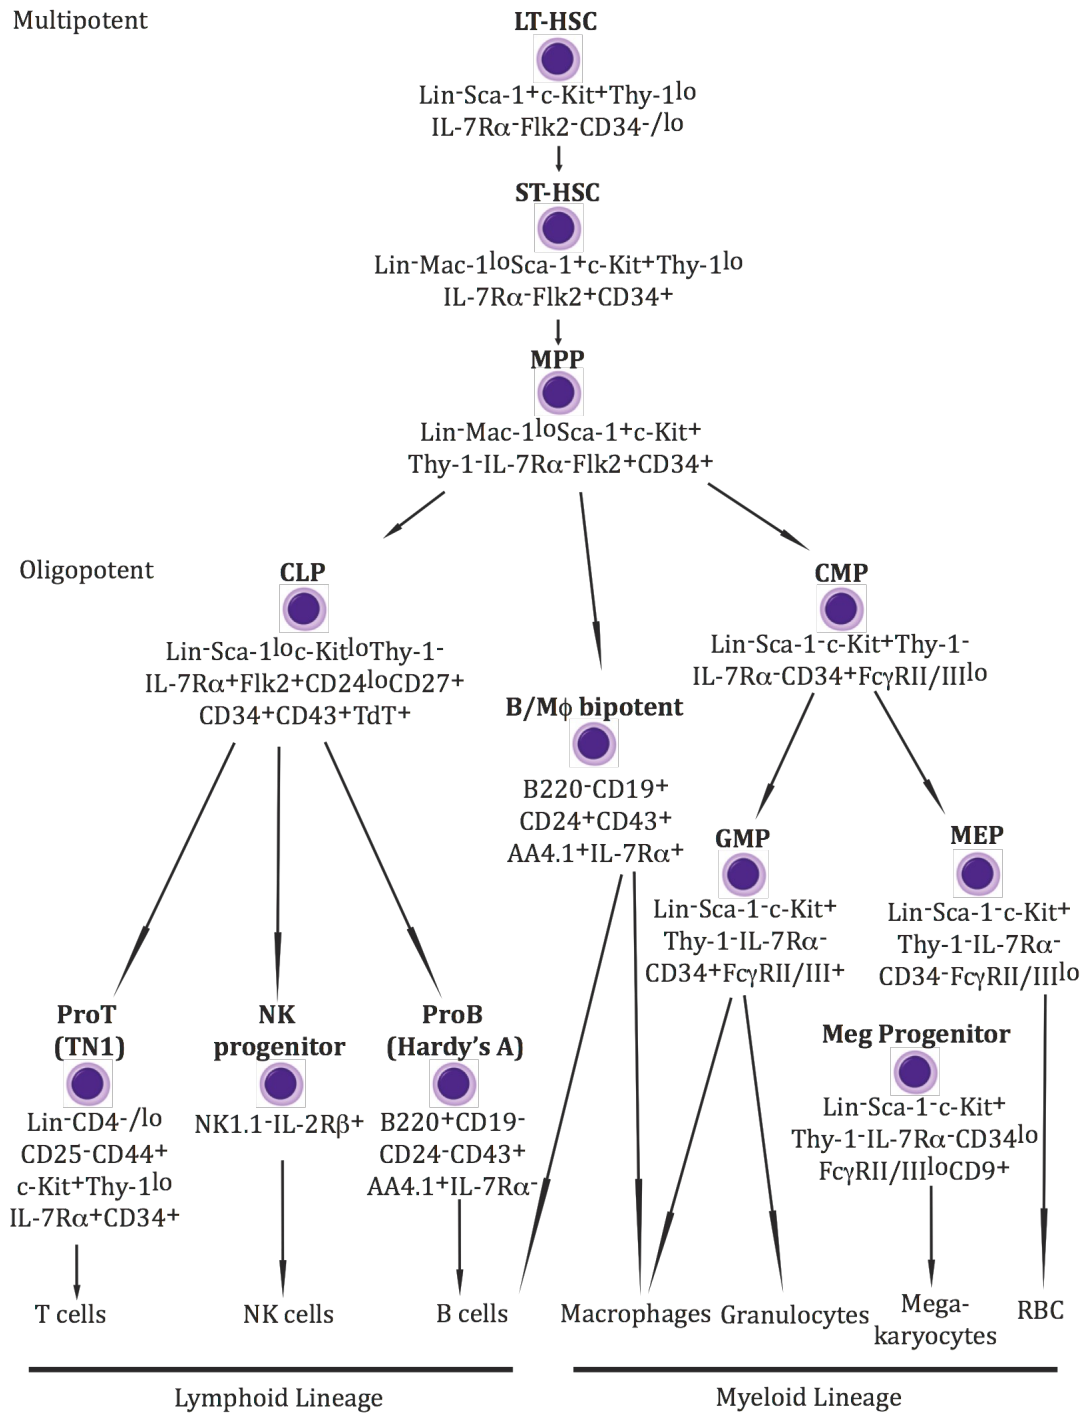 Multipotent
LT-HSC
Lin-Sca-1+c-Kit+Thy-1lo
IL-7Rα-Flk2-CD34-/lo
ST-HSC
Lin-Mac-1loSca-1+c-Kit+Thy-1lo
IL-7Rα-Flk2+CD34+
MPP
Lin-Mac-1loSca-1+c-Kit+
Thy-1-IL-7Rα-Flk2+CD34+
Oligopotent
CLP
Lin-Sca-1loc-KitloThy-1-
IL-7Rα+Flk2+CD24loCD27+
CD34+CD43+TdT+
B/Mϕ bipotent
B220-CD19+
CD24+CD43+
AA4.1+IL-7Rα+
CMP
Lin-Sca-1-c-Kit+Thy-1-
IL-7Rα-CD34+FcγRII/IIIlo
GMP
Lin-Sca-1-c-Kit+
Thy-1-IL-7Rα-
CD34+FcγRII/III+
MEP
Lin-Sca-1-c-Kit+
Thy-1-IL-7Rα-
CD34-FcγRII/IIIlo
ProT
(TN1)
Lin-CD4-/lo
CD25-CD44+
c-Kit+Thy-1lo
IL-7Rα+CD34+
NK
progenitor
NK1.1-IL-2Rβ+
ProB
(Hardy's A)
B220+CD19-
CD24-CD43+
AA4.1+IL-7Rα-
Meg Progenitor
Lin-Sca-1-c-Kit+
Thy-1-IL-7Rα-CD34lo
FcγRII/IIIloCD9+
T cells
NK cells
B cells
Macrophages
Granulocytes
Mega-
karyocytes
RBC
Lymphoid Lineage
Myeloid Lineage